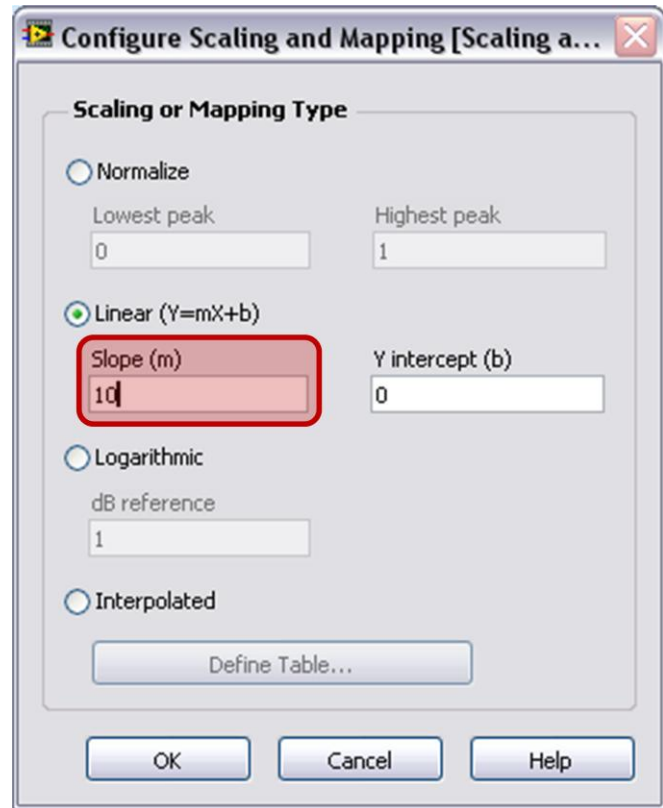 Configure Scaling and Mapping [Scaling a...
Scaling or Mapping Type
Normalize
Lowest peak Highest peak
0 1
Linear (Y=mX+b)
Slope (m) Y intercept (b)
10 0
Logarithmic
dB reference
1
Interpolated
Define Table...
OK Cancel Help